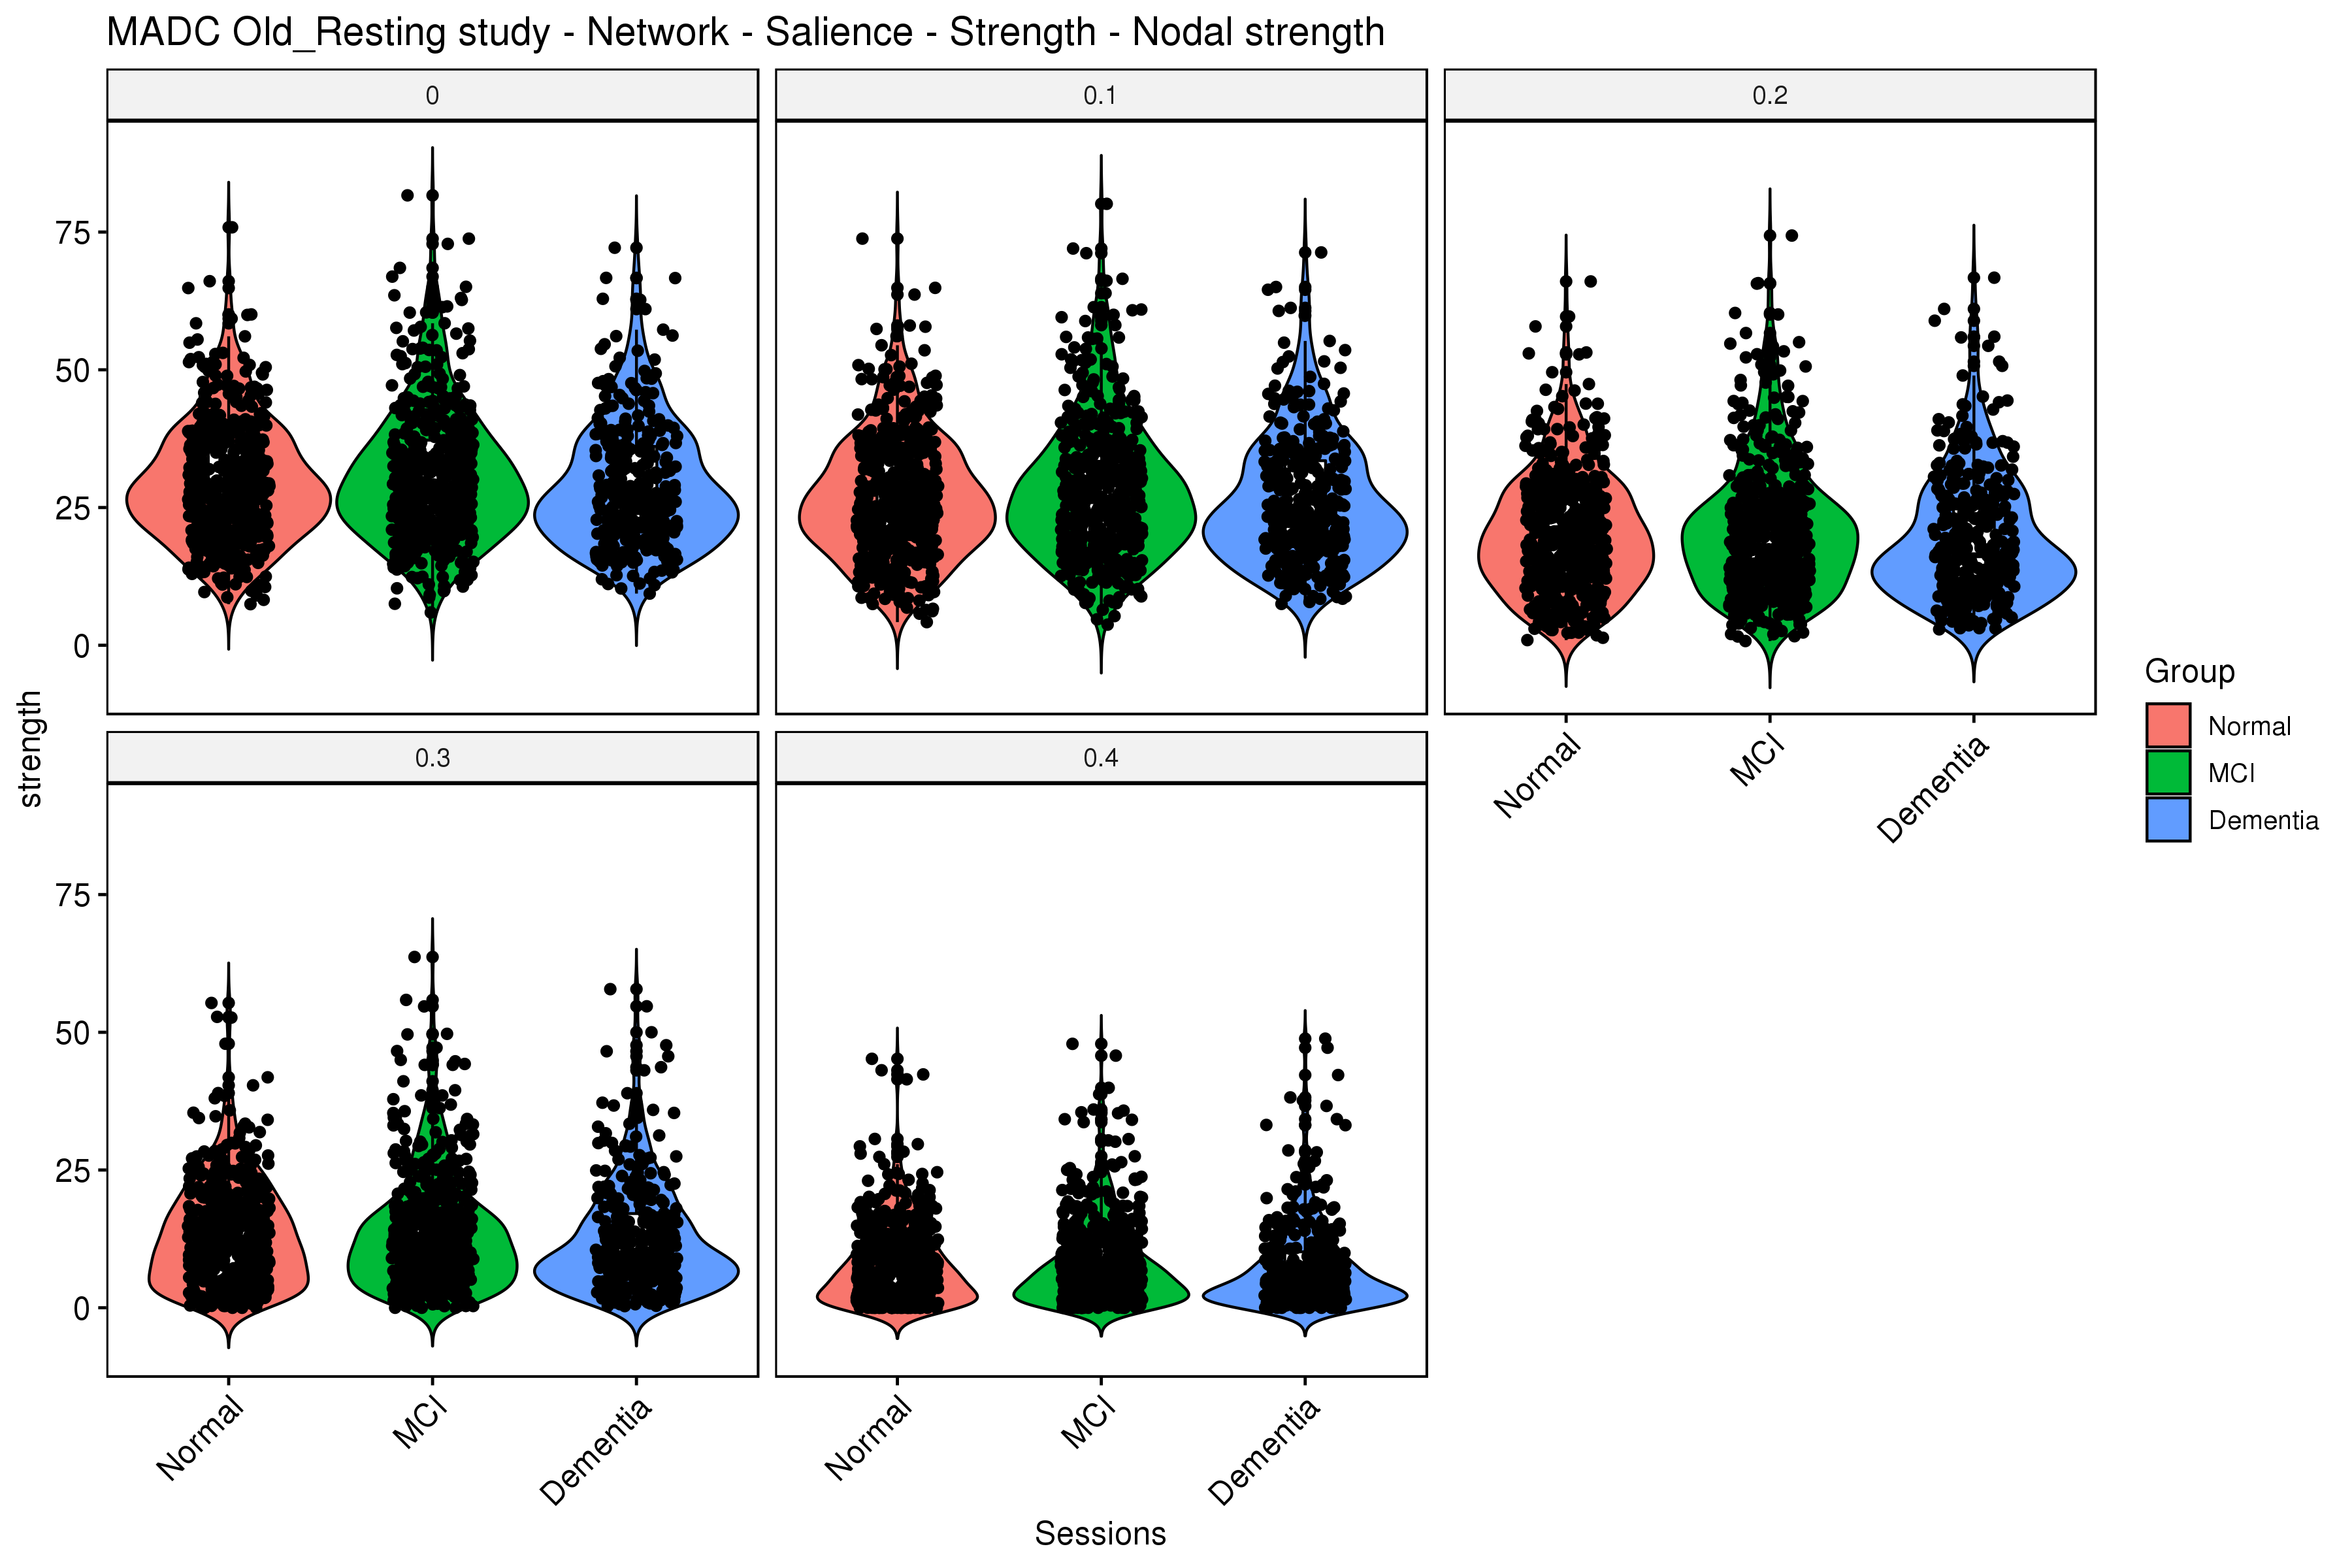 MADC Old_Resting study - Network - Salience - Strength - Nodal strength
0
0.1
0.2
75
50
25
0
Normal
MCI
Dementia
strength
Group
Normal
MCI
Dementia
0.3
0.4
75
50
25
0
Normal
MCI
Dementia
Normal
MCI
Dementia
Sessions